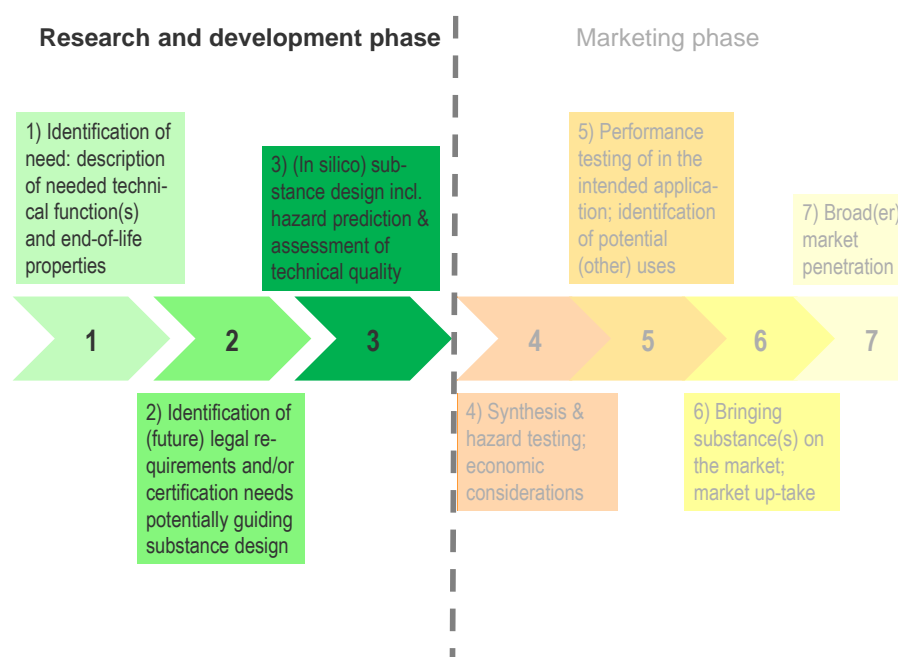 Research and development phase
Marketing phase
1) Identification of
need: description
of needed techni-
cal function(s)
and end-of-life
properties
3) (In silico) sub-
stance design incl.
hazard prediction &
assessment of
technical quality
5) Performance
testing of in the
intended applica-
tion; identifcation
of potential
(other) uses
7) Broad(er)
market
penetration
1
2
3
4
5
6
7
2) Identification of
(future) legal re-
quirements and/or
certification needs
potentially guiding
substance design
4) Synthesis &
hazard testing;
economic
considerations
6) Bringing
substance(s) on
the market;
market up-take